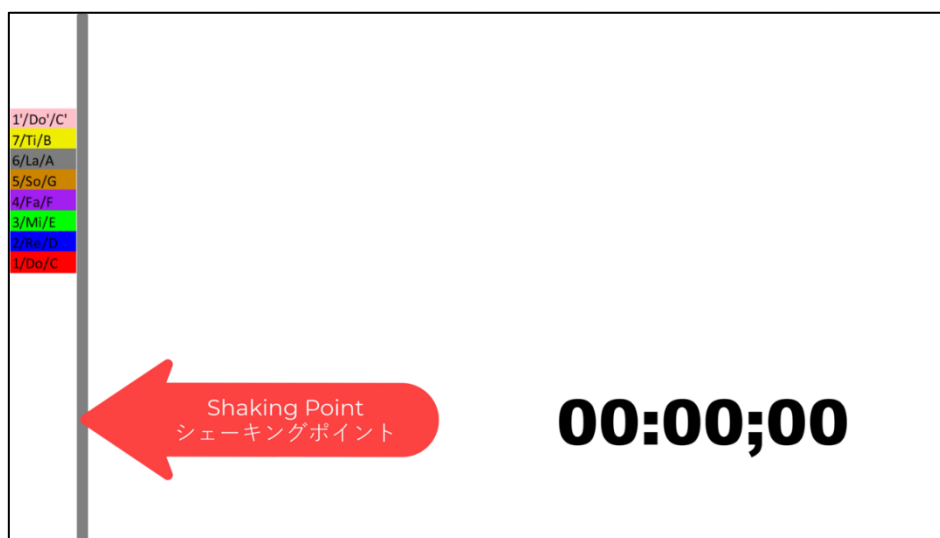 1'/Do'/C'
7/Ti/B
6/La/A
5/So/G
4/Fa/F
3/Mi/E
2/Re/D
1/Do/C
Shaking Point
シェーキングポイント
00:00;00